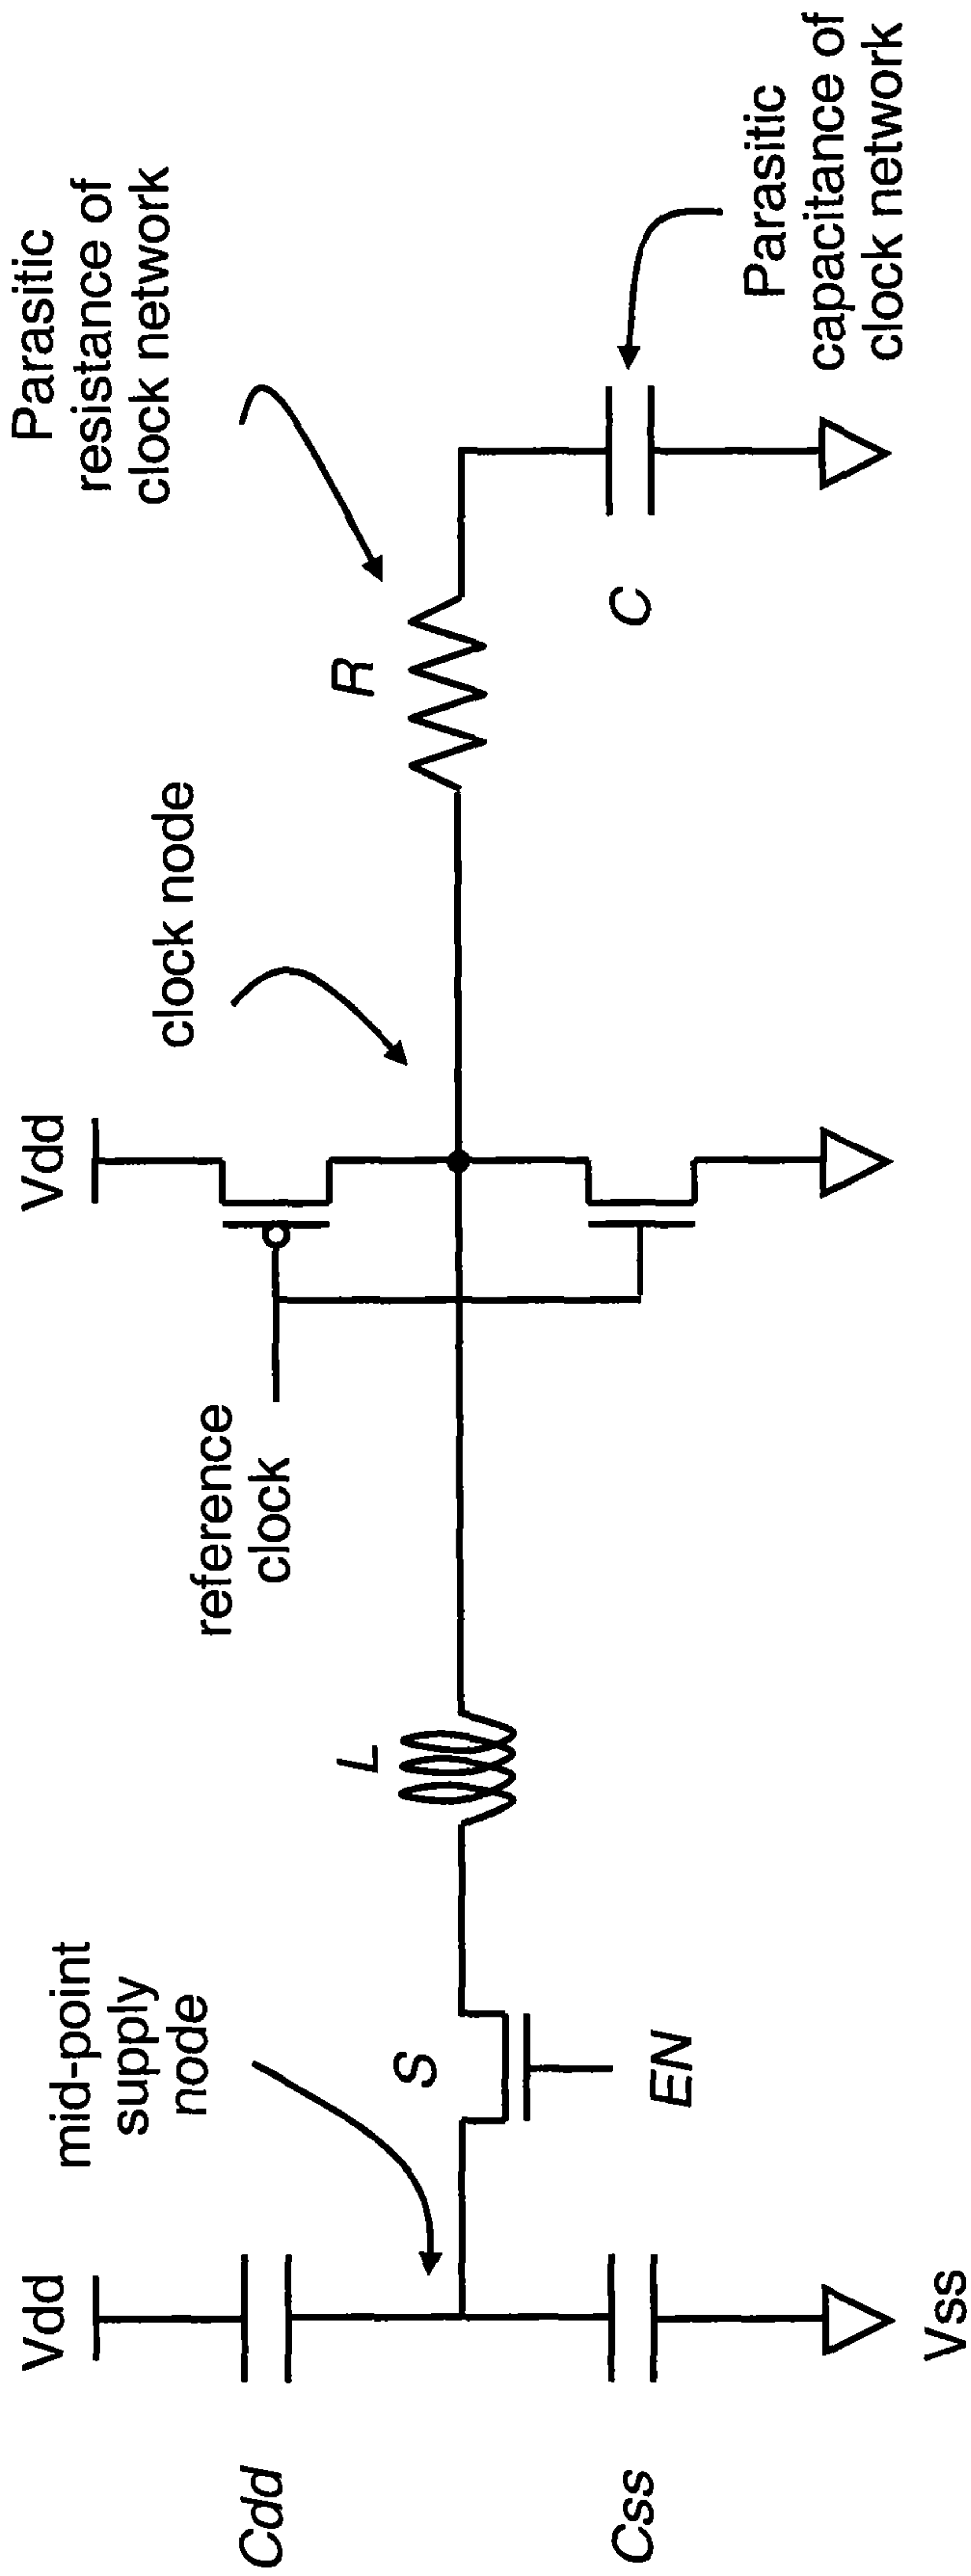 Vdd
Cdd
Css
Vss
mid-point
supply
node
S
EN
L
reference
clock
Vdd
clock node
R
Parasitic
resistance of
clock network
C
Parasitic
capacitance of
clock network